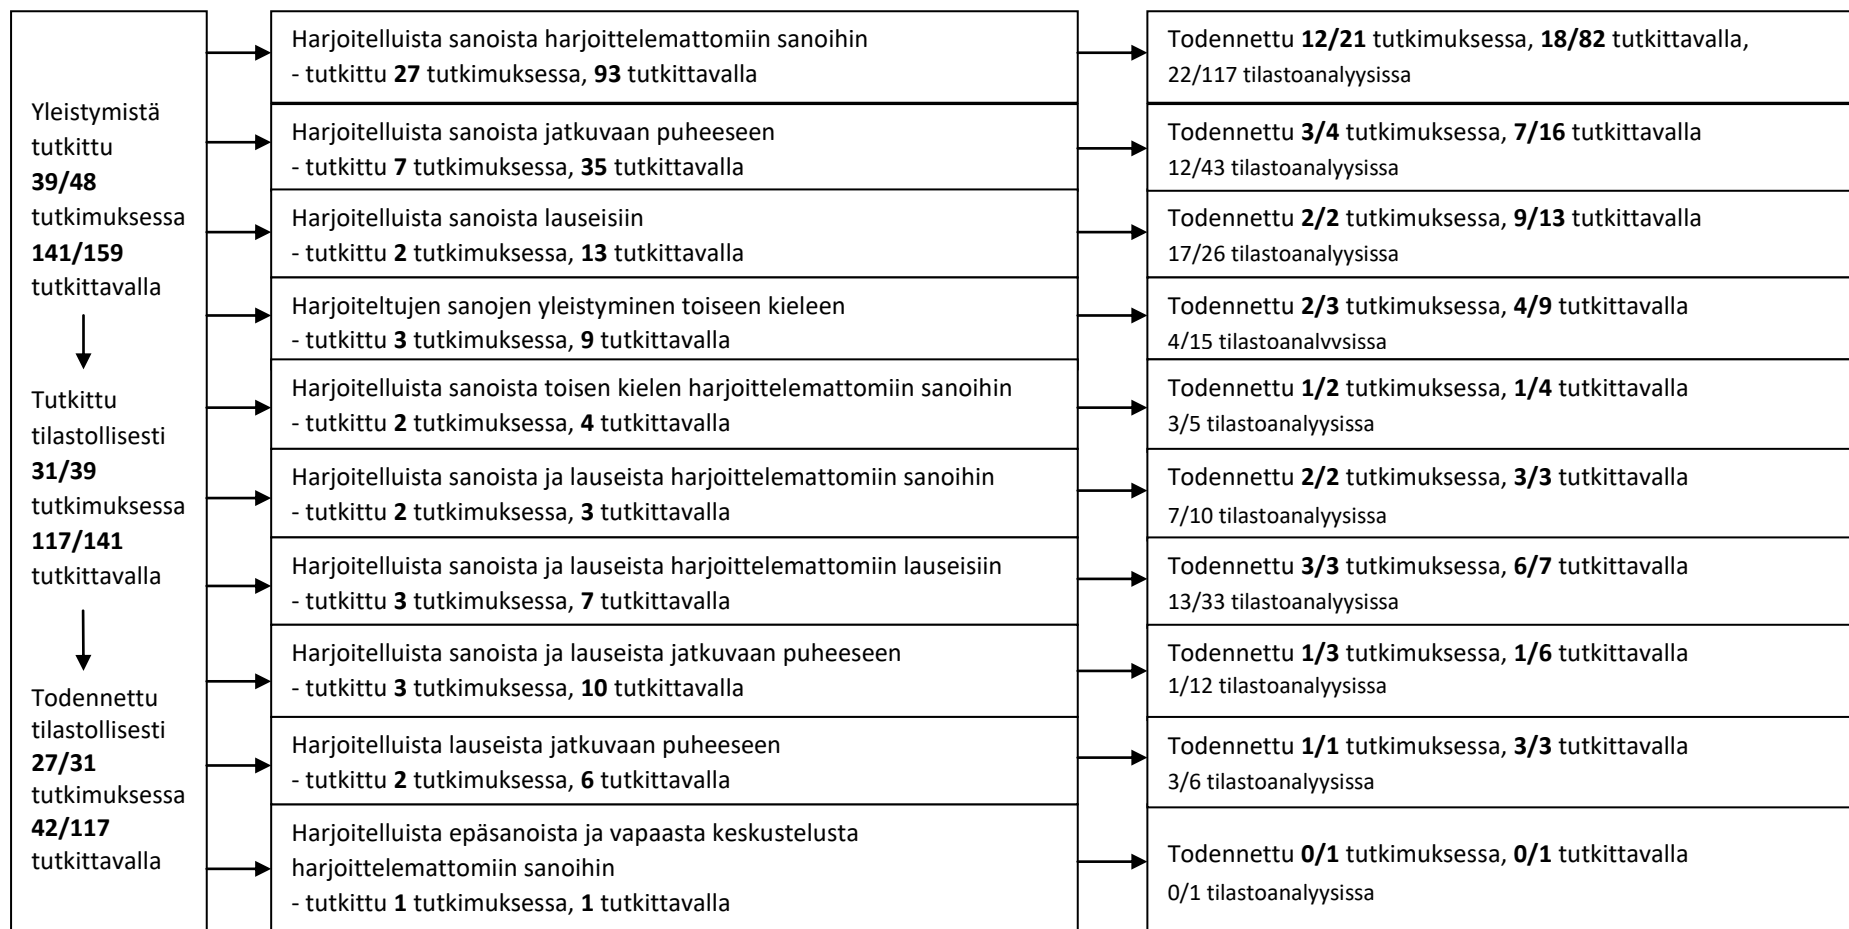 Yleistymistä
tutkittu
39/48
tutkimuksessa
141/159
tutkittavalla
Tutkittu
tilastollisesti
31/39
tutkimuksessa
117/141
tutkittavalla
Todennettu
tilastollisesti
27/31
tutkimuksessa
42/117
tutkittavalla
Harjoitelluista sanoista harjoittelemattomiin sanoihin
- tutkittu 27 tutkimuksessa, 93 tutkittavalla
Todennettu 12/21 tutkimuksessa, 18/82 tutkittavalla,
22/117 tilastoanalyysissa
Harjoitelluista sanoista jatkuvaan puheeseen
- tutkittu 7 tutkimuksessa, 35 tutkittavalla
Todennettu 3/4 tutkimuksessa, 7/16 tutkittavalla
12/43 tilastoanalyysissa
Harjoitelluista sanoista lauseisiin
- tutkittu 2 tutkimuksessa, 13 tutkittavalla
Todennettu 2/2 tutkimuksessa, 9/13 tutkittavalla
17/26 tilastoanalyysissa
Harjoiteltujen sanojen yleistyminen toiseen kieleen
- tutkittu 3 tutkimuksessa, 9 tutkittavalla
Todennettu 2/3 tutkimuksessa, 4/9 tutkittavalla
4/15 tilastoanalyysissa
Harjoitelluista sanoista toisen kielen harjoittelemattomiin sanoihin
- tutkittu 2 tutkimuksessa, 4 tutkittavalla
Todennettu 1/2 tutkimuksessa, 1/4 tutkittavalla
3/5 tilastoanalyysissa
Harjoitelluista sanoista ja lauseista harjoittelemattomiin sanoihin
- tutkittu 2 tutkimuksessa, 3 tutkittavalla
Todennettu 2/2 tutkimuksessa, 3/3 tutkittavalla
7/10 tilastoanalyysissa
Harjoitelluista sanoista ja lauseista harjoittelemattomiin lauseisiin
- tutkittu 3 tutkimuksessa, 7 tutkittavalla
Todennettu 3/3 tutkimuksessa, 6/7 tutkittavalla
13/33 tilastoanalyysissa
Harjoitelluista sanoista ja lauseista jatkuvaan puheeseen
- tutkittu 3 tutkimuksessa, 10 tutkittavalla
Todennettu 1/3 tutkimuksessa, 1/6 tutkittavalla
1/12 tilastoanalyysissa
Harjoitelluista lauseista jatkuvaan puheeseen
- tutkittu 2 tutkimuksessa, 6 tutkittavalla
Todennettu 1/1 tutkimuksessa, 3/3 tutkittavalla
3/6 tilastoanalyysissa
Harjoitelluista epäsanoista ja vapaasta keskustelusta
harjoittelemattomiin sanoihin
- tutkittu 1 tutkimuksessa, 1 tutkittavalla
Todennettu 0/1 tutkimuksessa, 0/1 tutkittavalla
0/1 tilastoanalyysissa